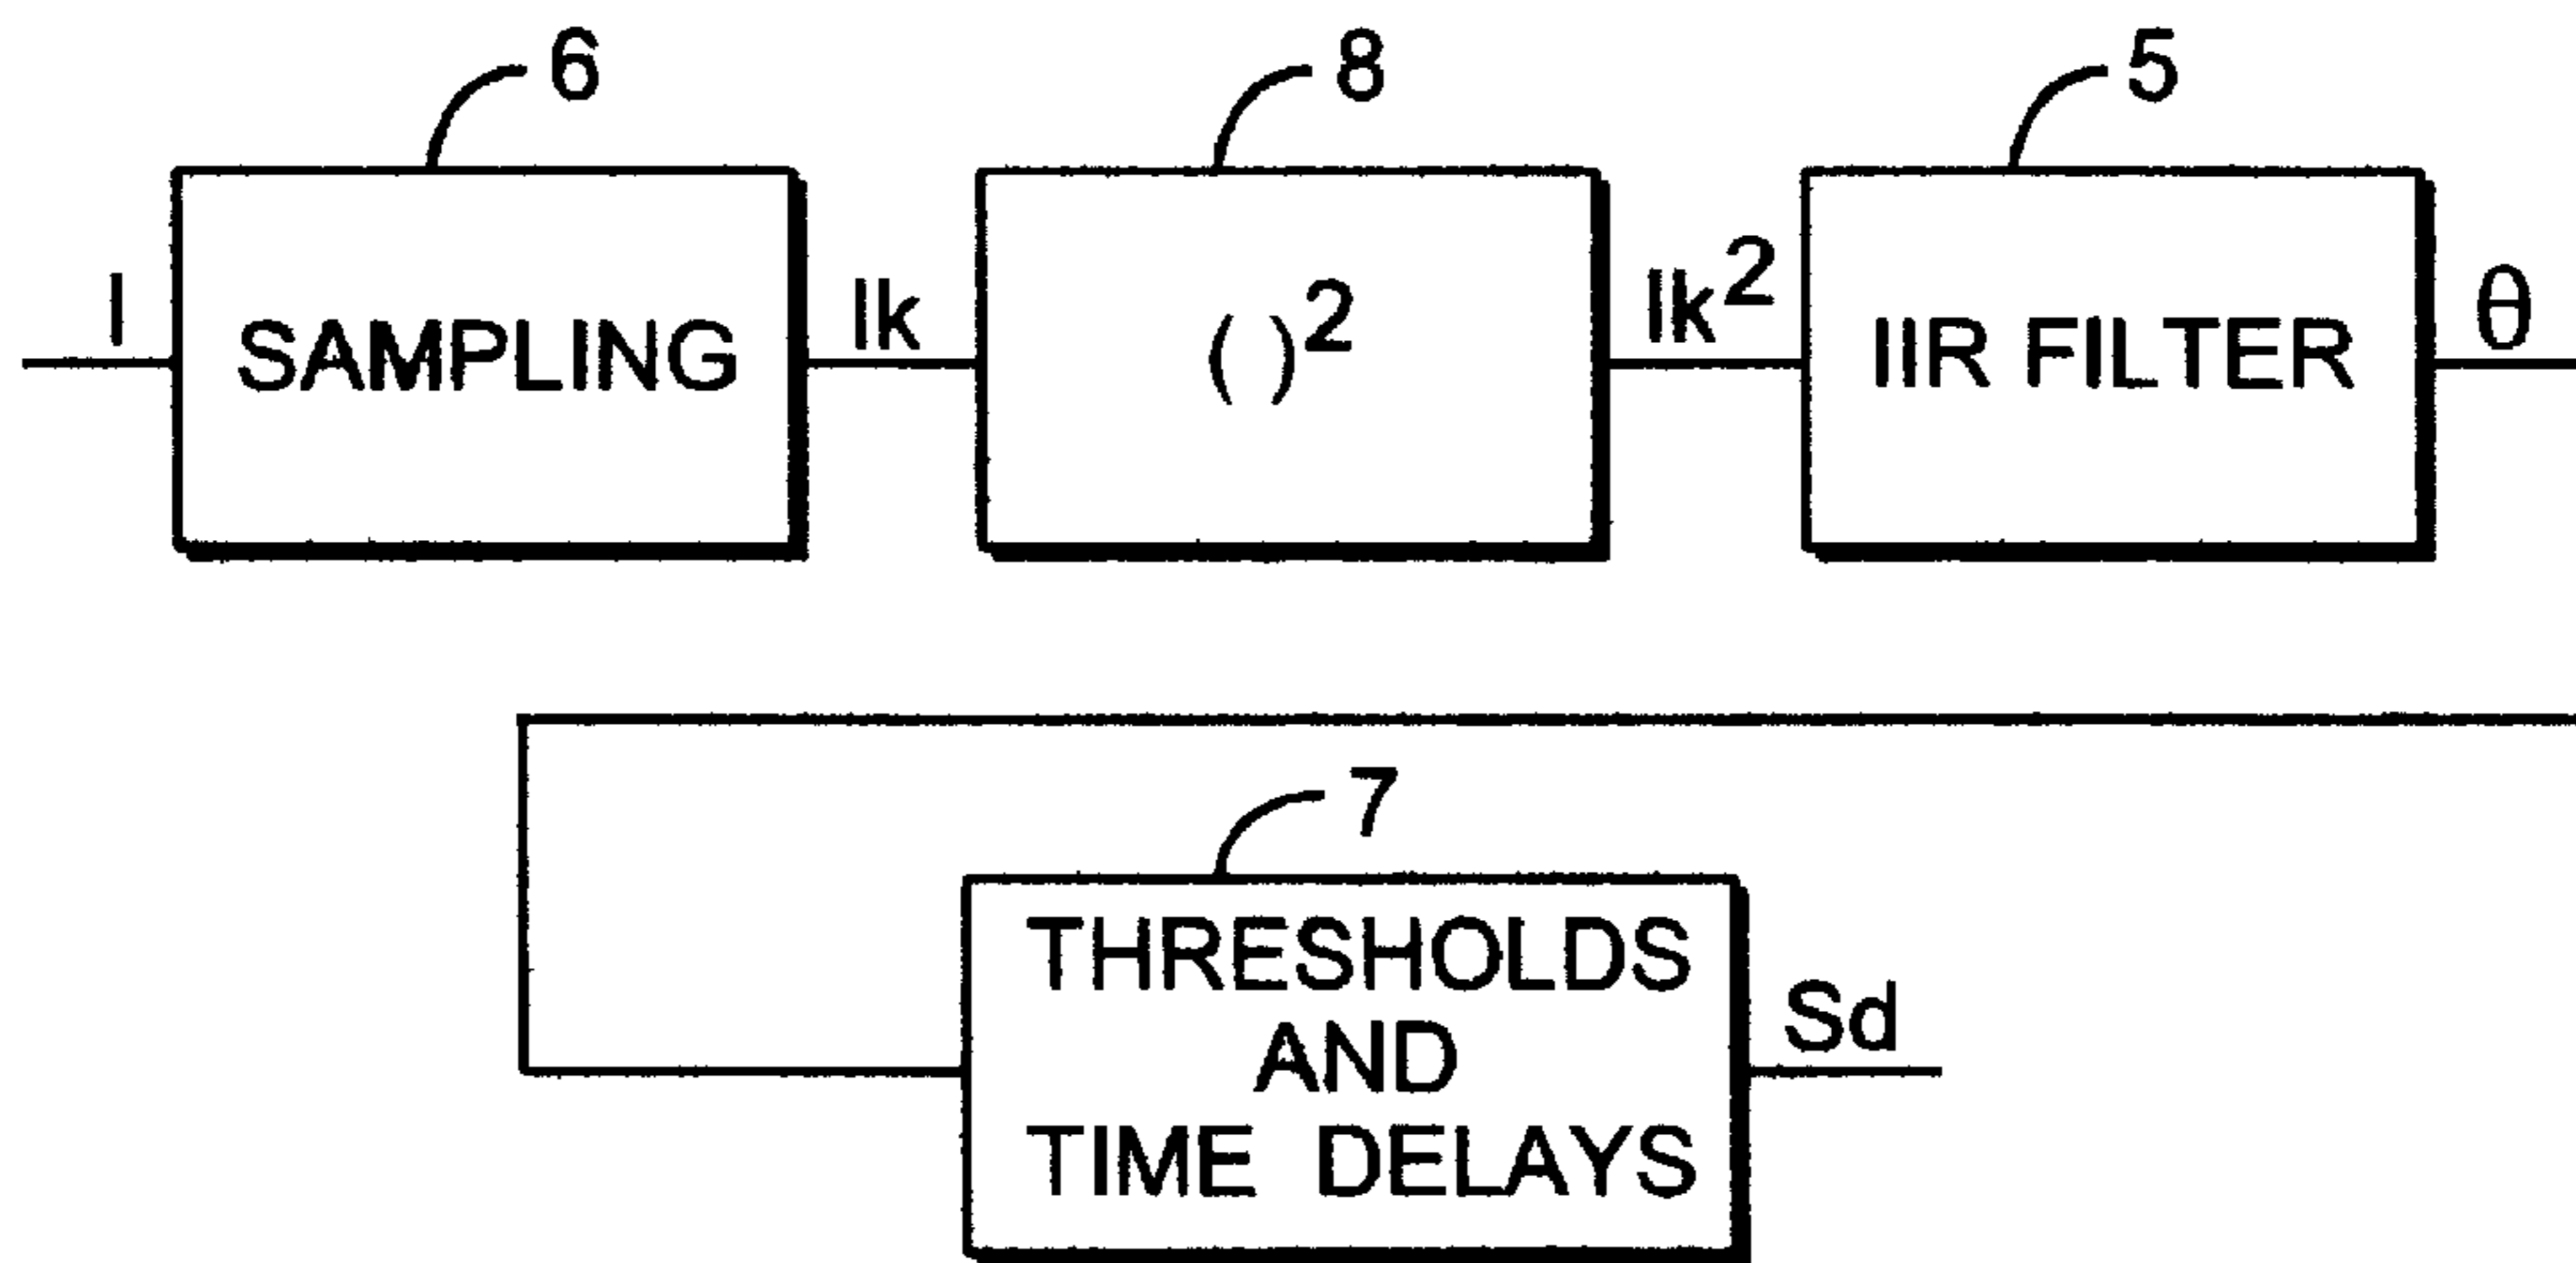 6
8
5
I
SAMPLING
Ik
( )²
Ik²
IIR FILTER
θ
7
THRESHOLDS
AND
TIME DELAYS
Sd